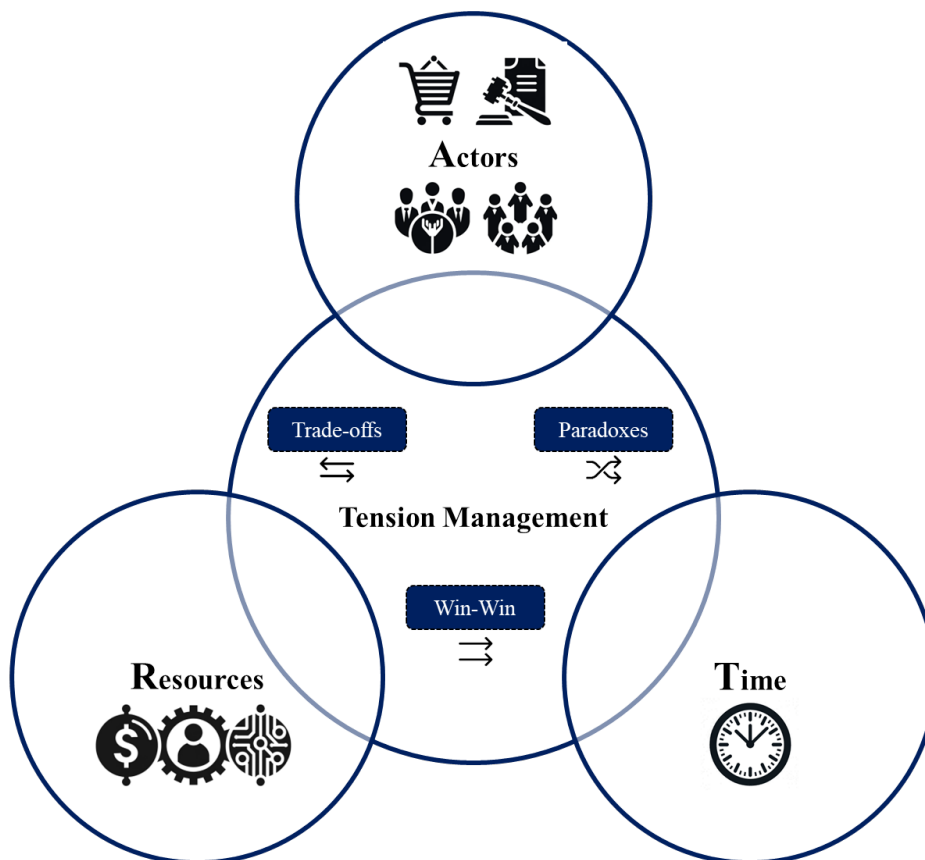 Actors
Trade-offs
Paradoxes
Tension Management
Win-Win
Resources
Time
$